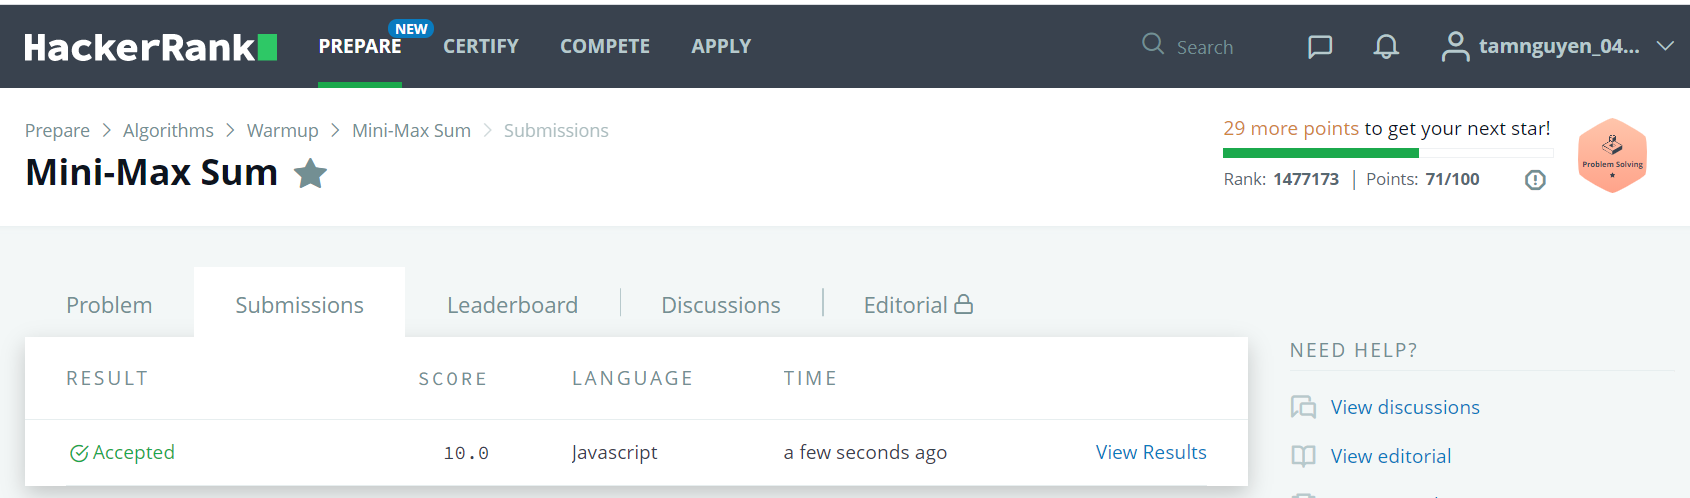 HackerRank PREPARE NEW CERTIFY COMPETE APPLY Search tamnguyen_04...
Prepare > Algorithms > Warmup > Mini-Max Sum > Submissions
Mini-Max Sum
29 more points to get your next star!
Rank: 1477173 | Points: 71/100
Problem Solving
Problem Submissions Leaderboard Discussions Editorial
RESULT SCORE LANGUAGE TIME
Accepted 10.0 Javascript a few seconds ago View Results
NEED HELP?
View discussions
View editorial